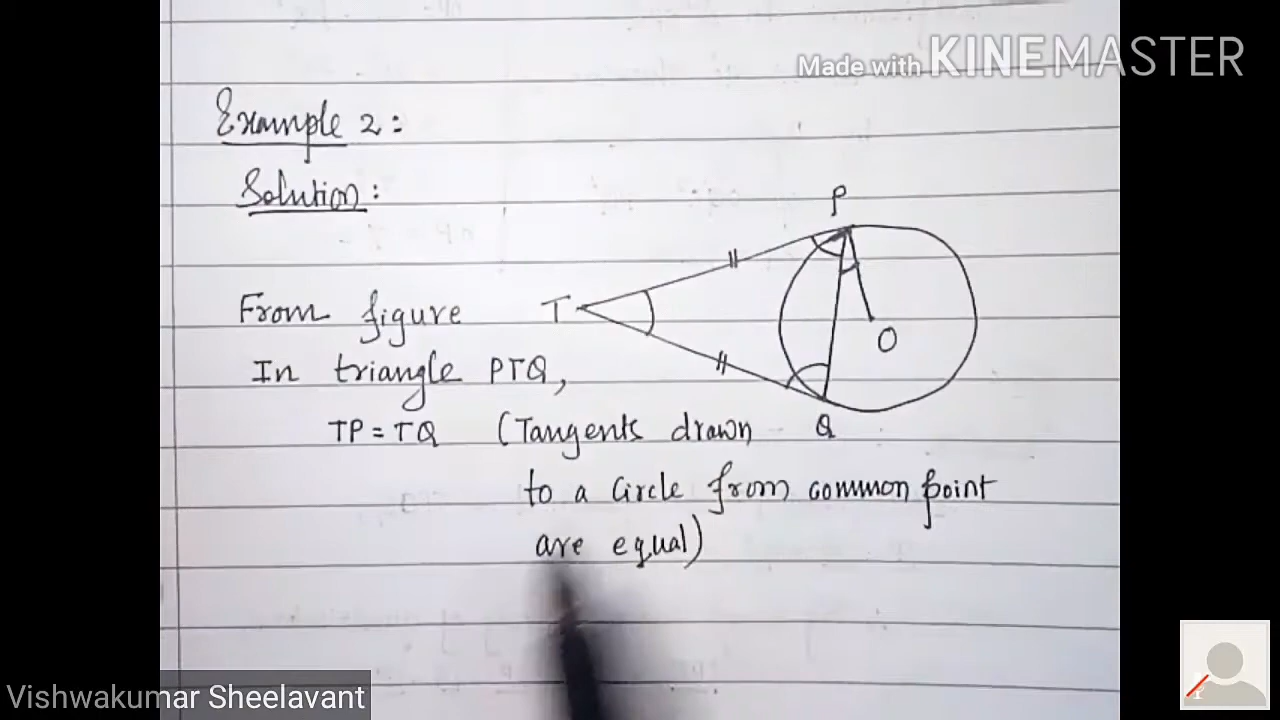 Made with KINEMASTER
Example 2:
Solution:
P
From figure
T
O
In triangle PTQ,
TP = TQ (Tangents drawn
Q
to a Circle from common point
are equal)
Vishwakumar Sheelavant